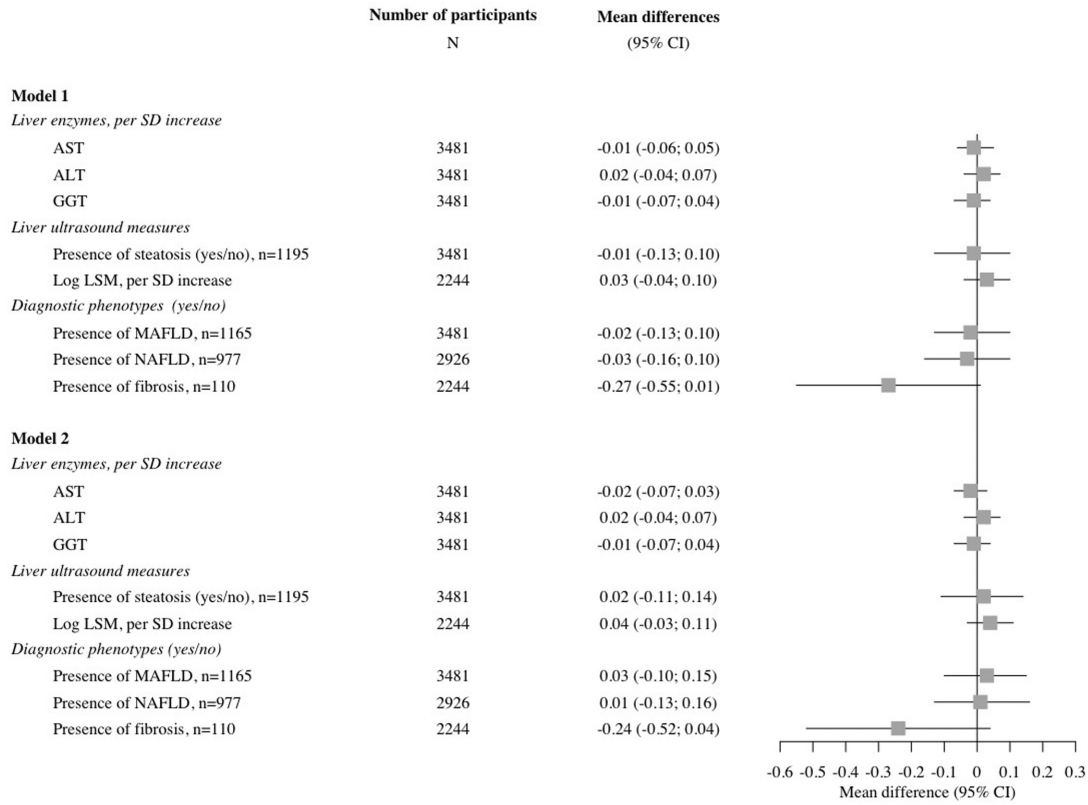 Number of participants Mean differences
N (95% CI)
Model 1
Liver enzymes, per SD increase
AST 3481 -0.01 (-0.06; 0.05)
ALT 3481 0.02 (-0.04; 0.07)
GGT 3481 -0.01 (-0.07; 0.04)
Liver ultrasound measures
Presence of steatosis (yes/no), n=1195 3481 -0.01 (-0.13; 0.10)
Log LSM, per SD increase 2244 0.03 (-0.04; 0.10)
Diagnostic phenotypes (yes/no)
Presence of MAFLD, n=1165 3481 -0.02 (-0.13; 0.10)
Presence of NAFLD, n=977 2926 -0.03 (-0.16; 0.10)
Presence of fibrosis, n=110 2244 -0.27 (-0.55; 0.01)
Model 2
Liver enzymes, per SD increase
AST 3481 -0.02 (-0.07; 0.03)
ALT 3481 0.02 (-0.04; 0.07)
GGT 3481 -0.01 (-0.07; 0.04)
Liver ultrasound measures
Presence of steatosis (yes/no), n=1195 3481 0.02 (-0.11; 0.14)
Log LSM, per SD increase 2244 0.04 (-0.03; 0.11)
Diagnostic phenotypes (yes/no)
Presence of MAFLD, n=1165 3481 0.03 (-0.10; 0.15)
Presence of NAFLD, n=977 2926 0.01 (-0.13; 0.16)
Presence of fibrosis, n=110 2244 -0.24 (-0.52; 0.04)
-0.6 -0.5 -0.4 -0.3 -0.2 -0.1 0 0.1 0.2 0.3
Mean difference (95% CI)